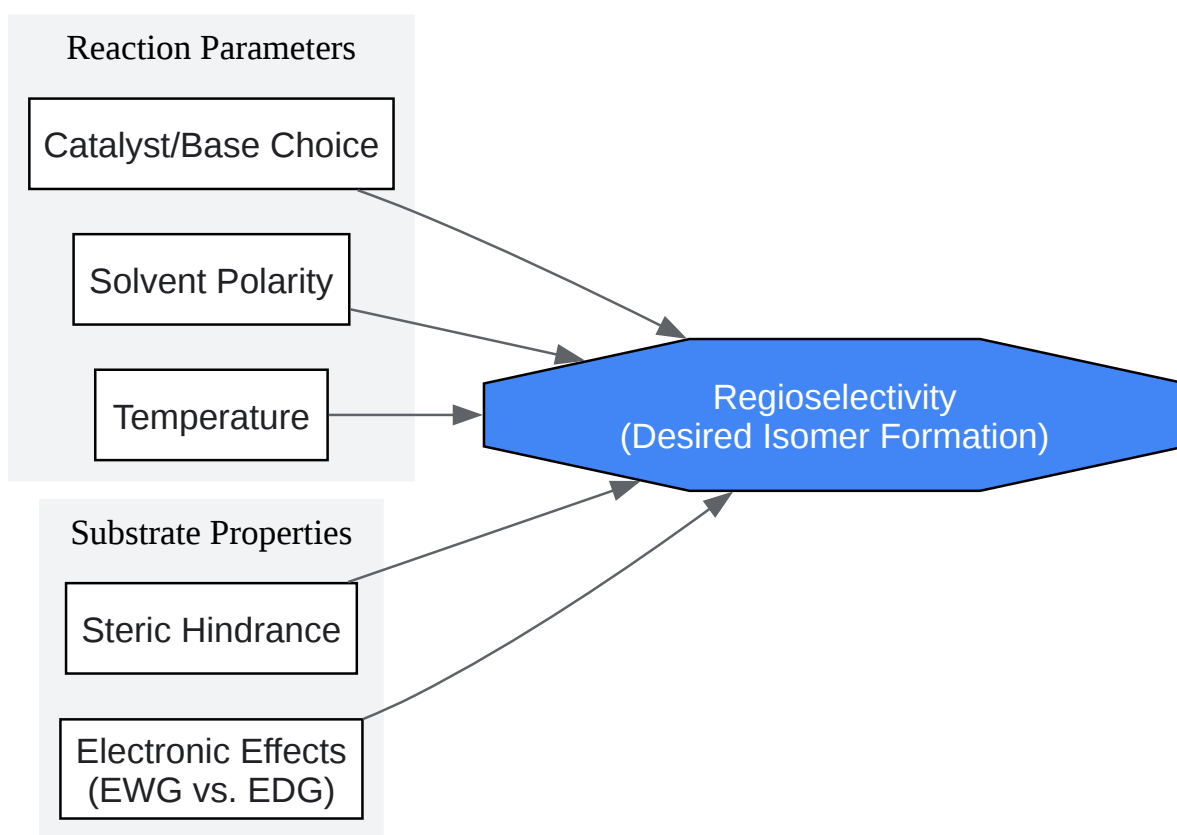 Reaction Parameters
Catalyst/Base Choice
Solvent Polarity
Temperature
Regioselectivity
(Desired Isomer Formation)
Substrate Properties
Steric Hindrance
Electronic Effects
(EWG vs. EDG)